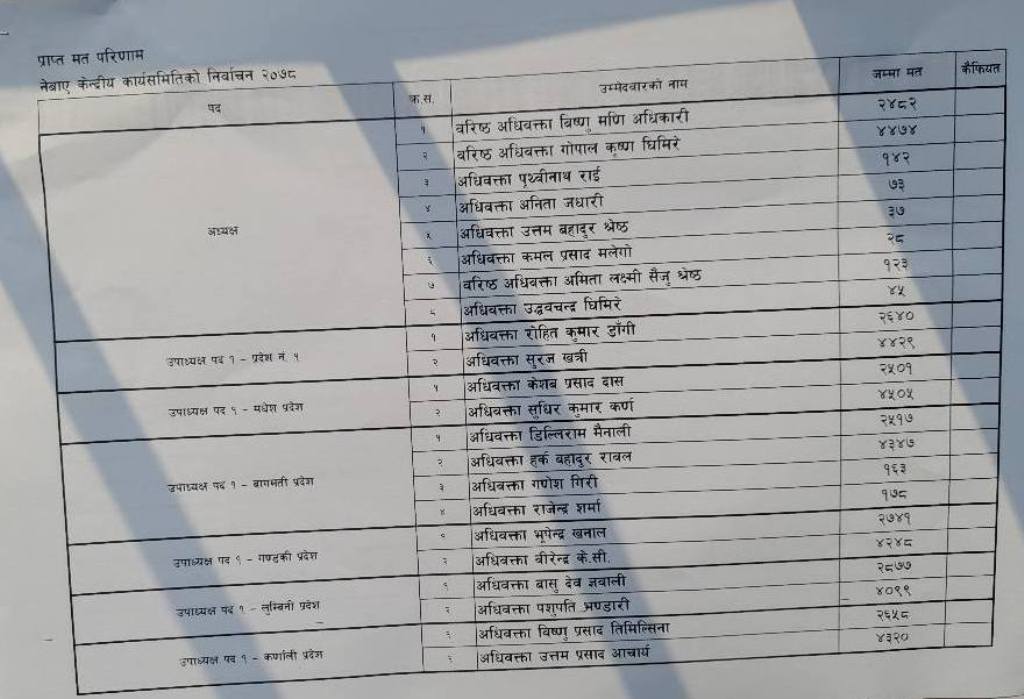 प्राप्त मत परिणाम
नेबाए केन्द्रीय कार्यसमितिको निर्वाचन २०७८
पद क्र.स. उम्मेदवारको नाम जम्मा मत कैफियत
अध्यक्ष
१ वरिष्ठ अधिवक्ता विष्णु मणि अधिकारी २४८२
२ वरिष्ठ अधिवक्ता गोपाल कृष्ण घिमिरे ४४७४
३ अधिवक्ता पृथ्वीनाथ राई १४२
४ अधिवक्ता अनिता जधारी ७३
५ अधिवक्ता उत्तम बहादुर श्रेष्ठ ३७
६ अधिवक्ता कमल प्रसाद मलेगो २८
७ वरिष्ठ अधिवक्ता अमिता लक्ष्मी सैजु श्रेष्ठ १२३
८ अधिवक्ता उद्धवचन्द्र घिमिरे ४५
उपाध्यक्ष पद १ – प्रदेश नं. १
१ अधिवक्ता रोहित कुमार डाँगी २६४०
२ अधिवक्ता सुरज खत्री ४४२९
उपाध्यक्ष पद १ – मधेश प्रदेश
१ अधिवक्ता केशब प्रसाद दास २५०१
२ अधिवक्ता सुधिर कुमार कर्ण ४५०५
उपाध्यक्ष पद १ – बागमती प्रदेश
१ अधिवक्ता डिल्लिराम मैनाली २५१७
२ अधिवक्ता हर्क बहादुर रावल ४३४७
३ अधिवक्ता गणेश गिरी १६३
४ अधिवक्ता राजेन्द्र शर्मा १७८
उपाध्यक्ष पद १ – गण्डकी प्रदेश
१ अधिवक्ता भूपेन्द्र खनाल २७४१
२ अधिवक्ता बीरेन्द्र के.सी. ४२४८
उपाध्यक्ष पद १ – लुम्बिनी प्रदेश
१ अधिवक्ता बासु देव ज्ञवाली २८७७
२ अधिवक्ता पशुपति भण्डारी ४०९९
उपाध्यक्ष पद १ – कर्णाली प्रदेश
अधिवक्ता विष्णु प्रसाद तिमिल्सिना २६५८
अधिवक्ता उत्तम प्रसाद आचार्य ४३२०